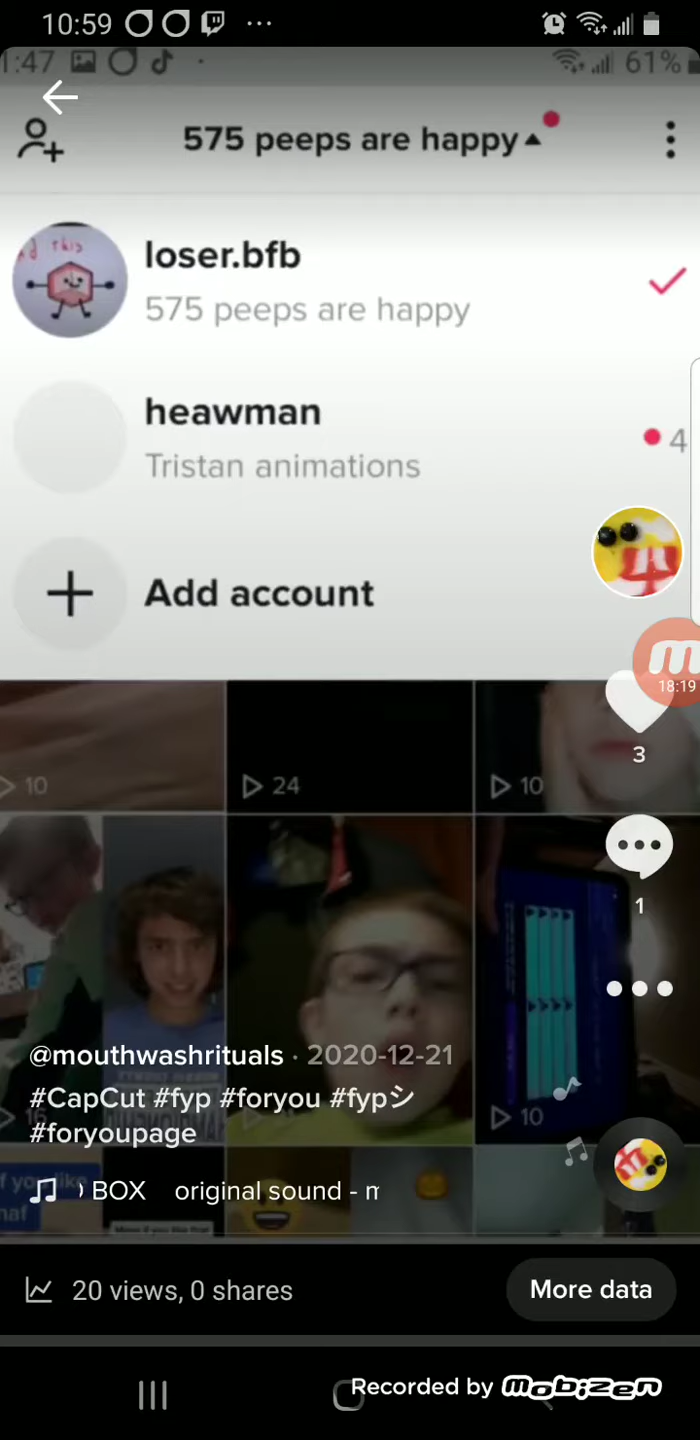 10:59
1:47
61%
575 peeps are happy
loser.bfb
575 peeps are happy
heawman
4
Tristan animations
Add account
18:19
10
24
10
3
1
@mouthwashrituals · 2020-12-21
#CapCut #fyp #foryou #fypシ
10
#foryoupage
BOX original sound - m
20 views, 0 shares
More data
Recorded by mobizen